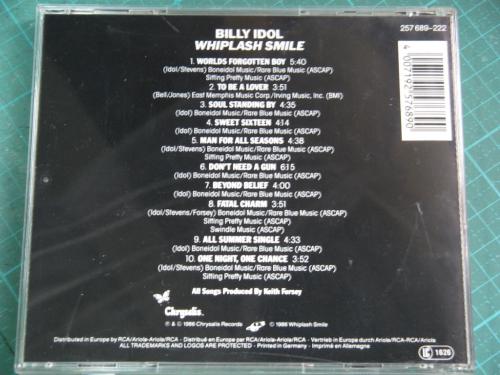 BILLY IDOL
WHIPLASH SMILE
257 689-222
1. WORLDS FORGOTTEN BOY 5:40
(Idol/Stevens) Boneidol Music/Rare Blue Music (ASCAP)
Sitting Pretty Music (ASCAP)
2. TO BE A LOVER 3:51
(Bell/Jones) East Memphis Music Corp/Irving Music, Inc. (BMI)
3. SOUL STANDING BY 4:35
(Idol) Boneidol Music/Rare Blue Music (ASCAP)
4. SWEET SIXTEEN 4:14
(Idol) Boneidol Music/Rare Blue Music (ASCAP)
5. MAN FOR ALL SEASONS 4:38
(Idol/Stevens) Boneidol Music/Rare Blue Music (ASCAP)
Sitting Pretty Music (ASCAP)
6. DON'T NEED A GUN 6:15
(Idol) Boneidol Music/Rare Blue Music (ASCAP)
7. BEYOND BELIEF 4:00
(Idol) Boneidol Music/Rare Blue Music (ASCAP)
8. FATAL CHARM 3:51
(Idol/Stevens/Forsey) Boneidol Music/Rare Blue Music (ASCAP)
Sitting Pretty Music (ASCAP)
Swindle Music (ASCAP)
9. ALL SUMMER SINGLE 4:33
(Idol) Boneidol Music/Rare Blue Music (ASCAP)
10. ONE NIGHT, ONE CHANCE 3:52
(Idol/Stevens) Boneidol Music/Rare Blue Music (ASCAP)
Sitting Pretty Music (ASCAP)
All Songs Produced By Keith Forsey
Chrysalis.
℗ & © 1986 Chrysalis Records
© 1986 Whiplash Smile
Distributed in Europe by RCA/Ariola-Ariola/RCA · Distribué en Europe par RCA/Ariola-Ariola/RCA · Vertrieb in Europe durch Ariola/RCA-RCA/Ariola
ALL TRADEMARKS AND LOGOS ARE PROTECTED · Printed in Germany · Imprimé en Allemagne
LC 1626
4 007192 576890